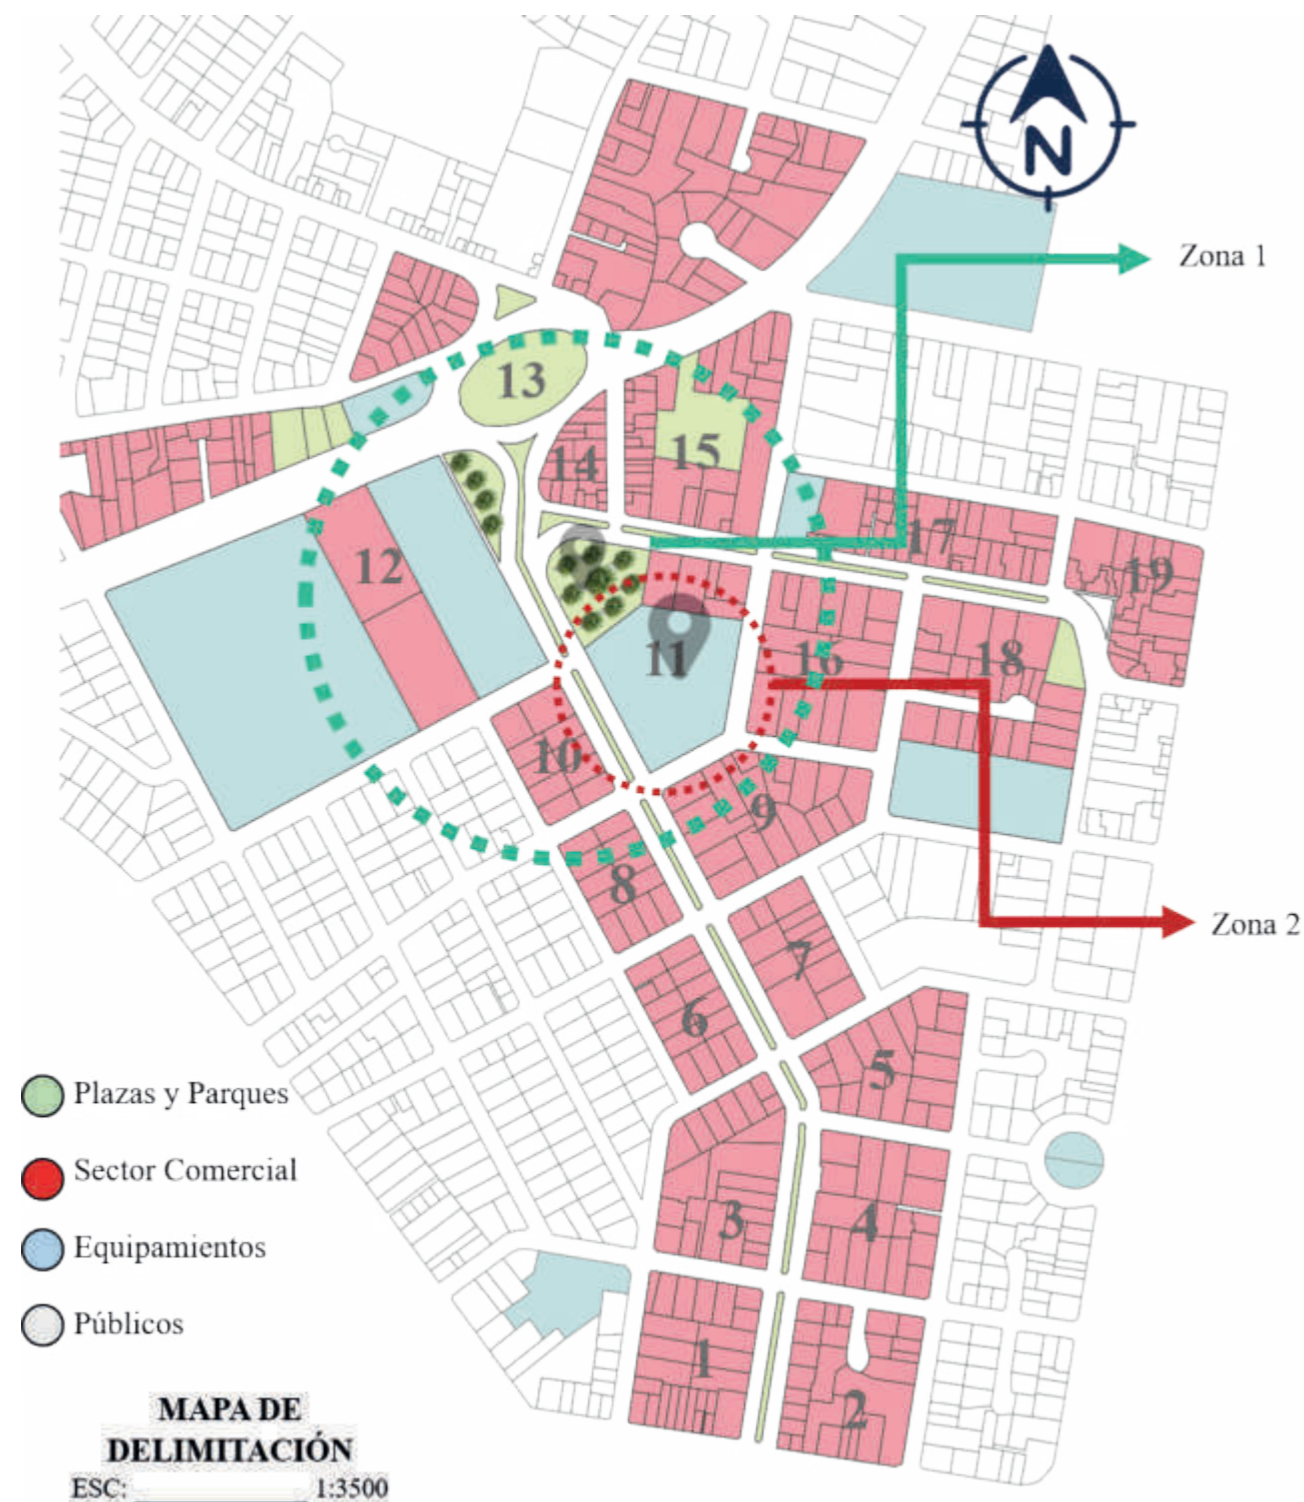 N
Zona 1
13
14
15
17
12
19
11
16
18
10
9
8
Zona 2
7
6
5
Plazas y Parques
Sector Comercial
3
4
Equipamientos
Públicos
1
2
MAPA DE
DELIMITACIÓN
ESC: 1:3500